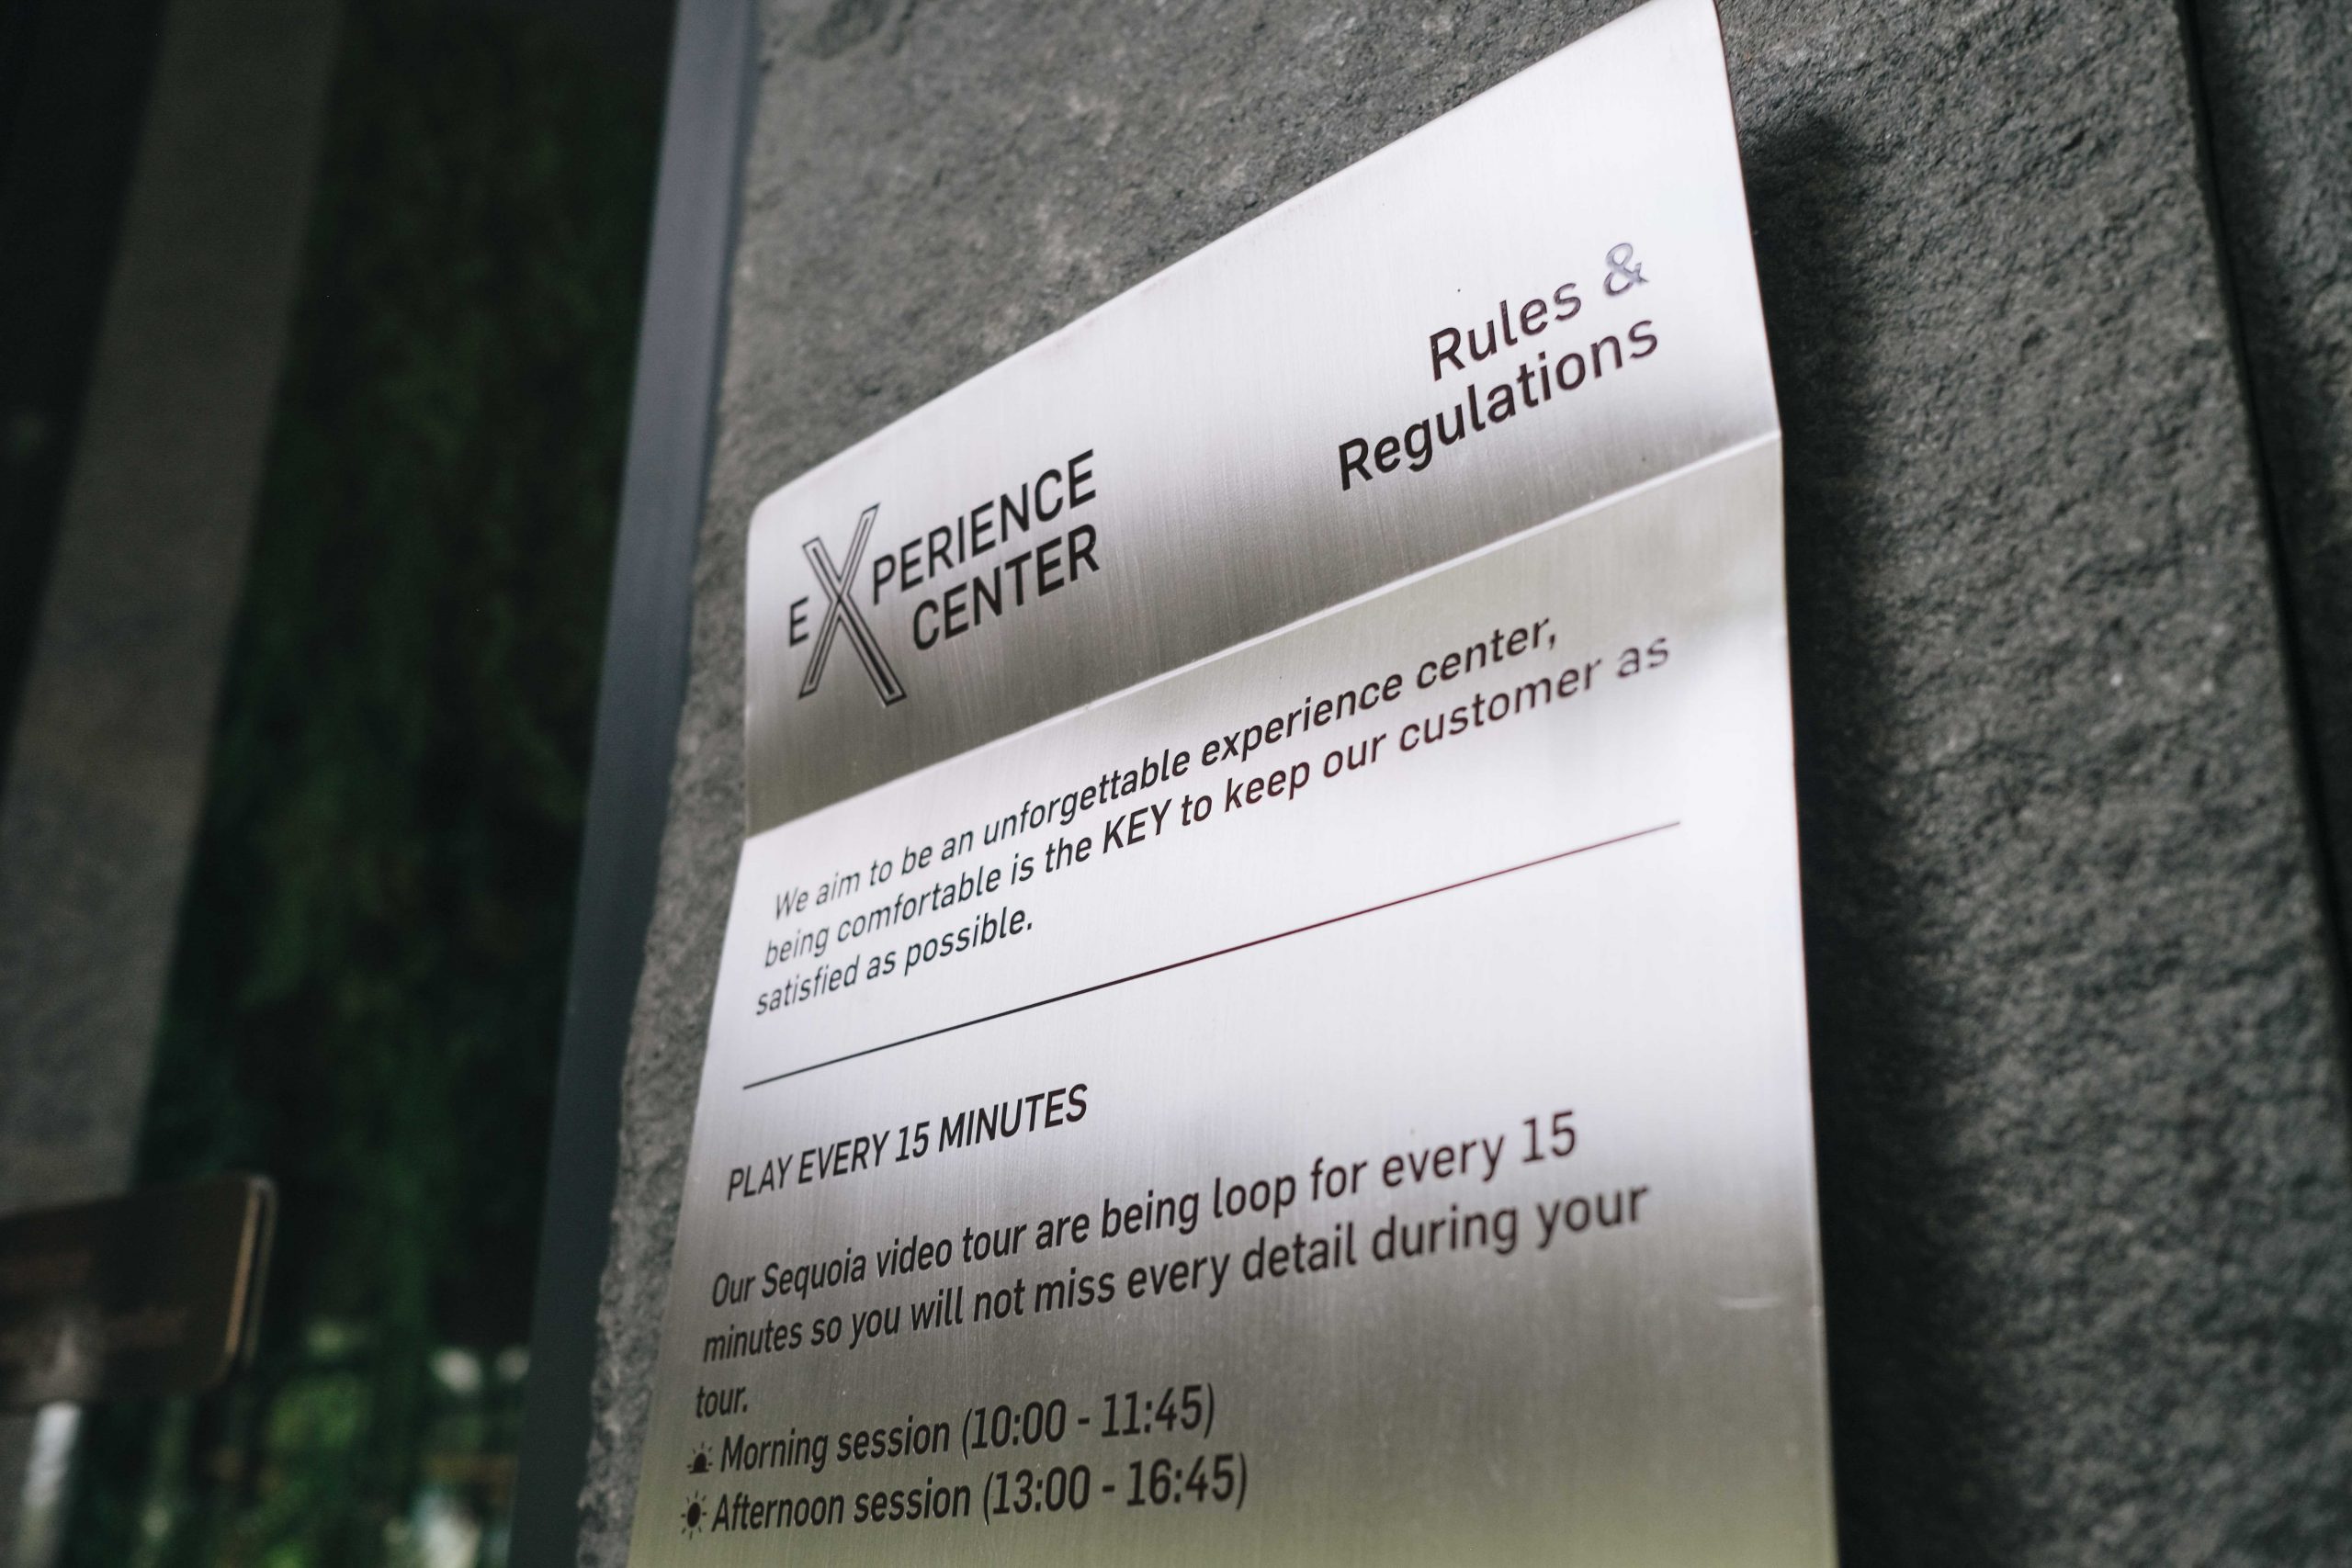 EXPERIENCE
CENTER
Rules &
Regulations
We aim to be an unforgettable experience center,
being comfortable is the KEY to keep our customer as
satisfied as possible.
PLAY EVERY 15 MINUTES
Our Sequoia video tour are being loop for every 15
minutes so you will not miss every detail during your
tour.
Morning session (10:00 - 11:45)
Afternoon session (13:00 - 16:45)